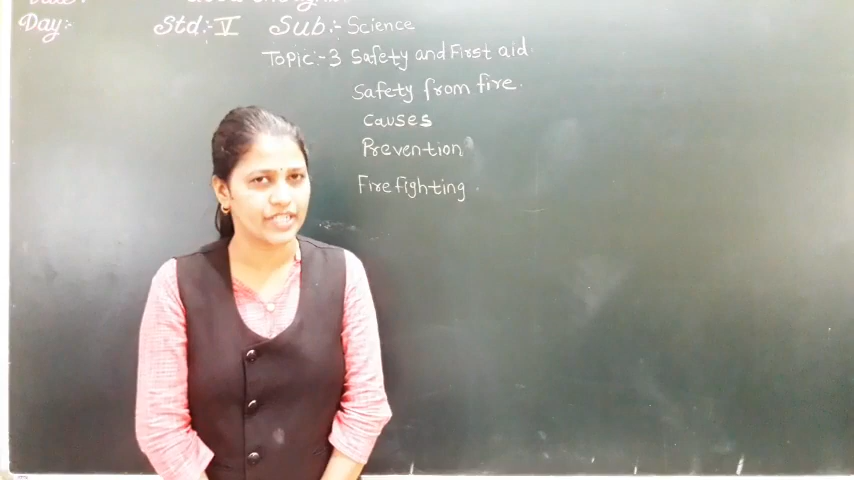 Day:- Std:- V Sub:- Science
Topic:- 3 Safety and First aid.
Safety from fire.
causes
Prevention
Fire fighting.